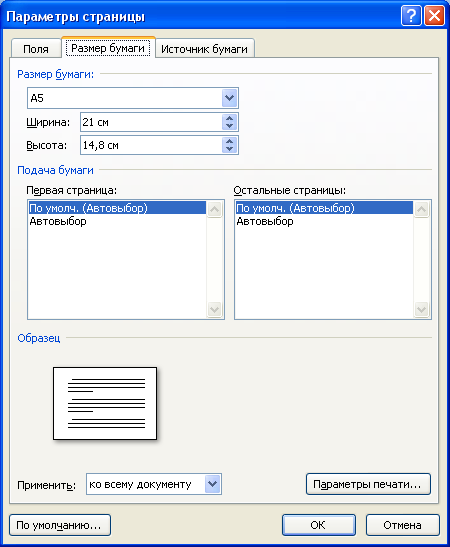 Параметры страницы
Поля Размер бумаги Источник бумаги
Размер бумаги:
A5
Ширина: 21 см
Высота: 14,8 см
Подача бумаги
Первая страница: Остальные страницы:
По умолч. (Автовыбор) По умолч. (Автовыбор)
Автовыбор Автовыбор
Образец
Применить: ко всему документу Параметры печати...
По умолчанию... ОК Отмена